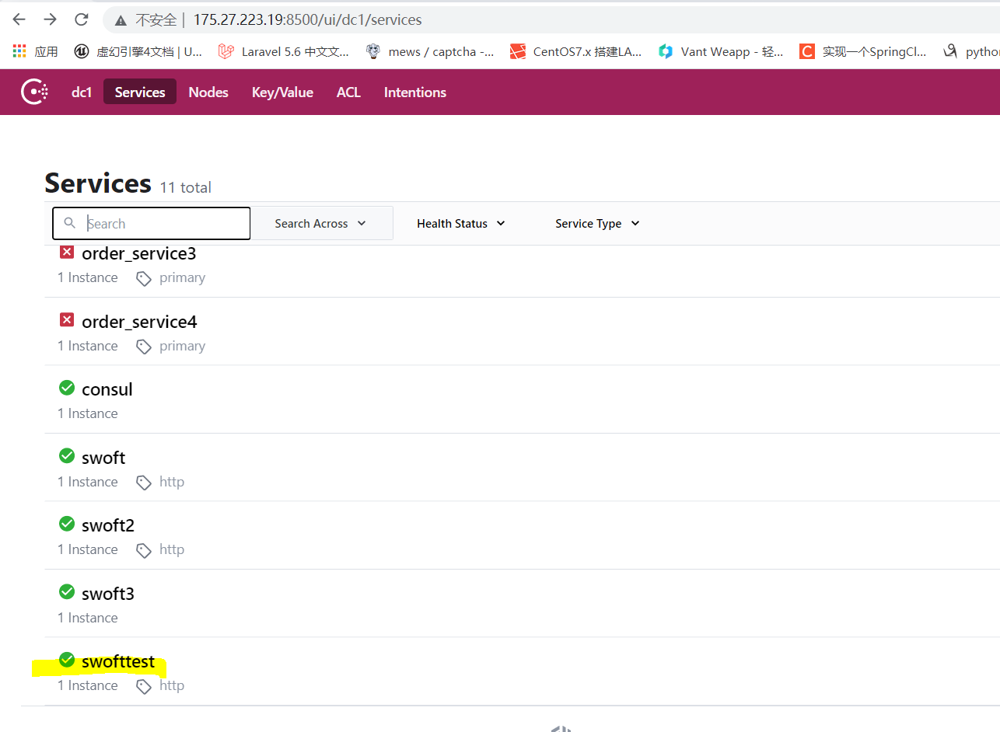 不安全 | 175.27.223.19:8500/ui/dc1/services
应用 虚幻引擎4文档 | U... Laravel 5.6 中文文... mews / captcha -... CentOS7.x 搭建LA... Vant Weapp - 轻... C 实现一个SpringCl... python
dc1 Services Nodes Key/Value ACL Intentions
Services 11 total
Search Search Across Health Status Service Type
order_service3
1 Instance primary
order_service4
1 Instance primary
consul
1 Instance
swoft
1 Instance http
swoft2
1 Instance http
swoft3
1 Instance
swofttest
1 Instance http